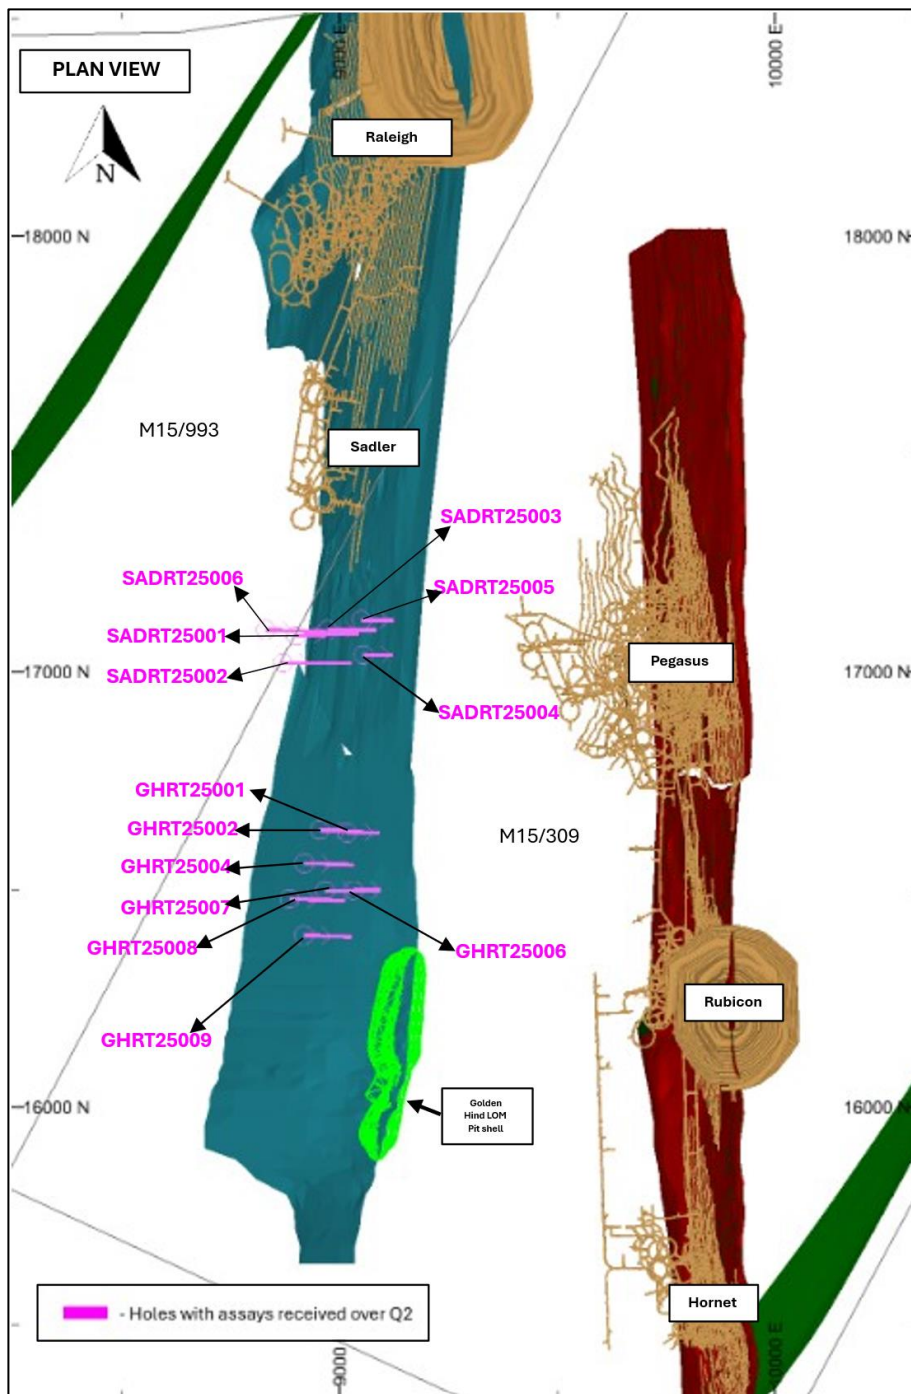 PLAN VIEW
N
9000 E
10000 E
Raleigh
18000 N
18000 N
M15/993
Sadler
SADRT25003
SADRT25006
SADRT25005
SADRT25001
SADRT25002
SADRT25004
17000 N
17000 N
Pegasus
GHRT25001
GHRT25002
M15/309
GHRT25004
GHRT25007
GHRT25008
GHRT25006
GHRT25009
Rubicon
16000 N
16000 N
Golden
Hind LOM
Pit shell
Hornet
- Holes with assays received over Q2
9000
10000 E